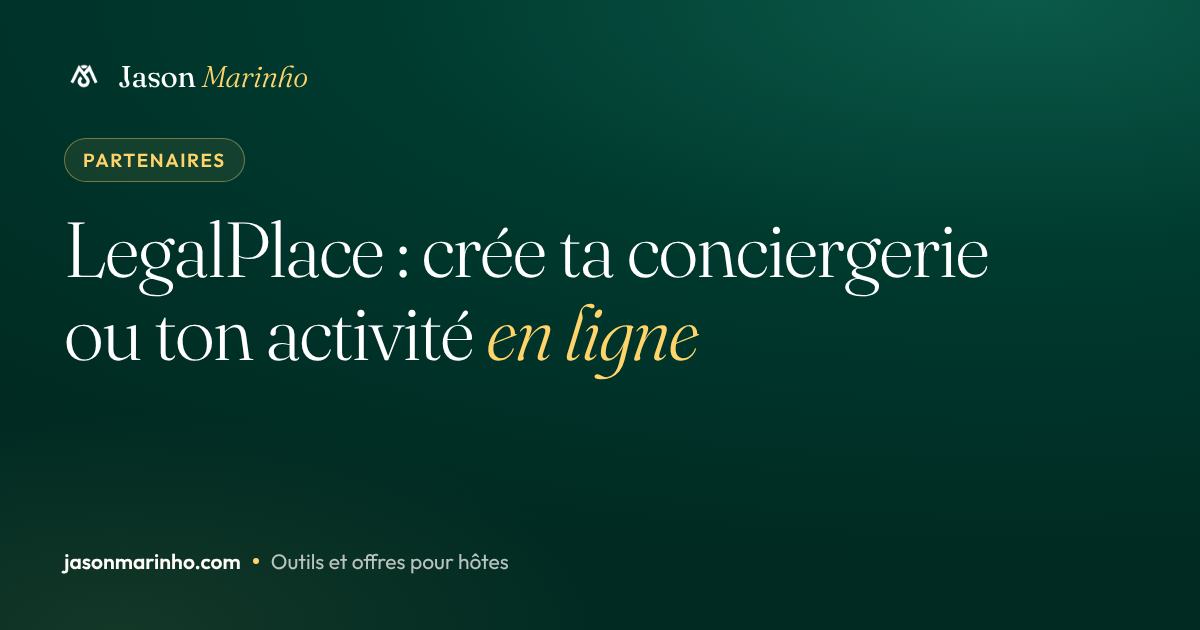 Jason Marinho
PARTENAIRES
LegalPlace : crée ta conciergerie
ou ton activité en ligne
jasonmarinho.com • Outils et offres pour hôtes